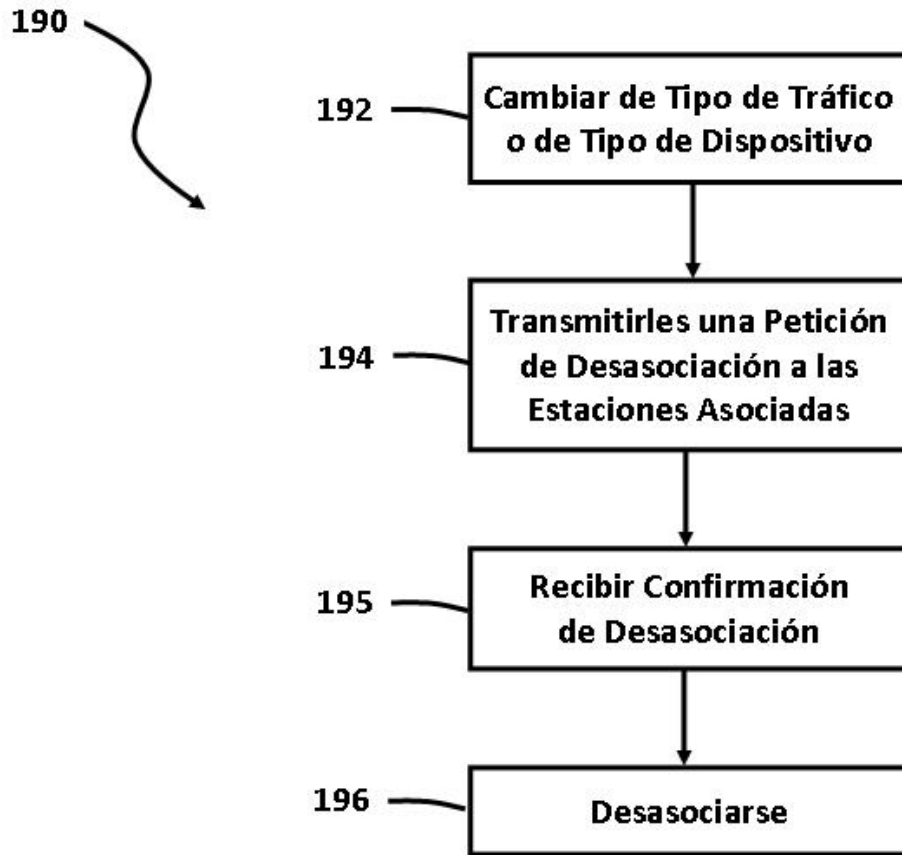 190
192
Cambiar de Tipo de Tráfico
o de Tipo de Dispositivo
194
Transmitirles una Petición
de Desasociación a las
Estaciones Asociadas
195
Recibir Confirmación
de Desasociación
196
Desasociarse